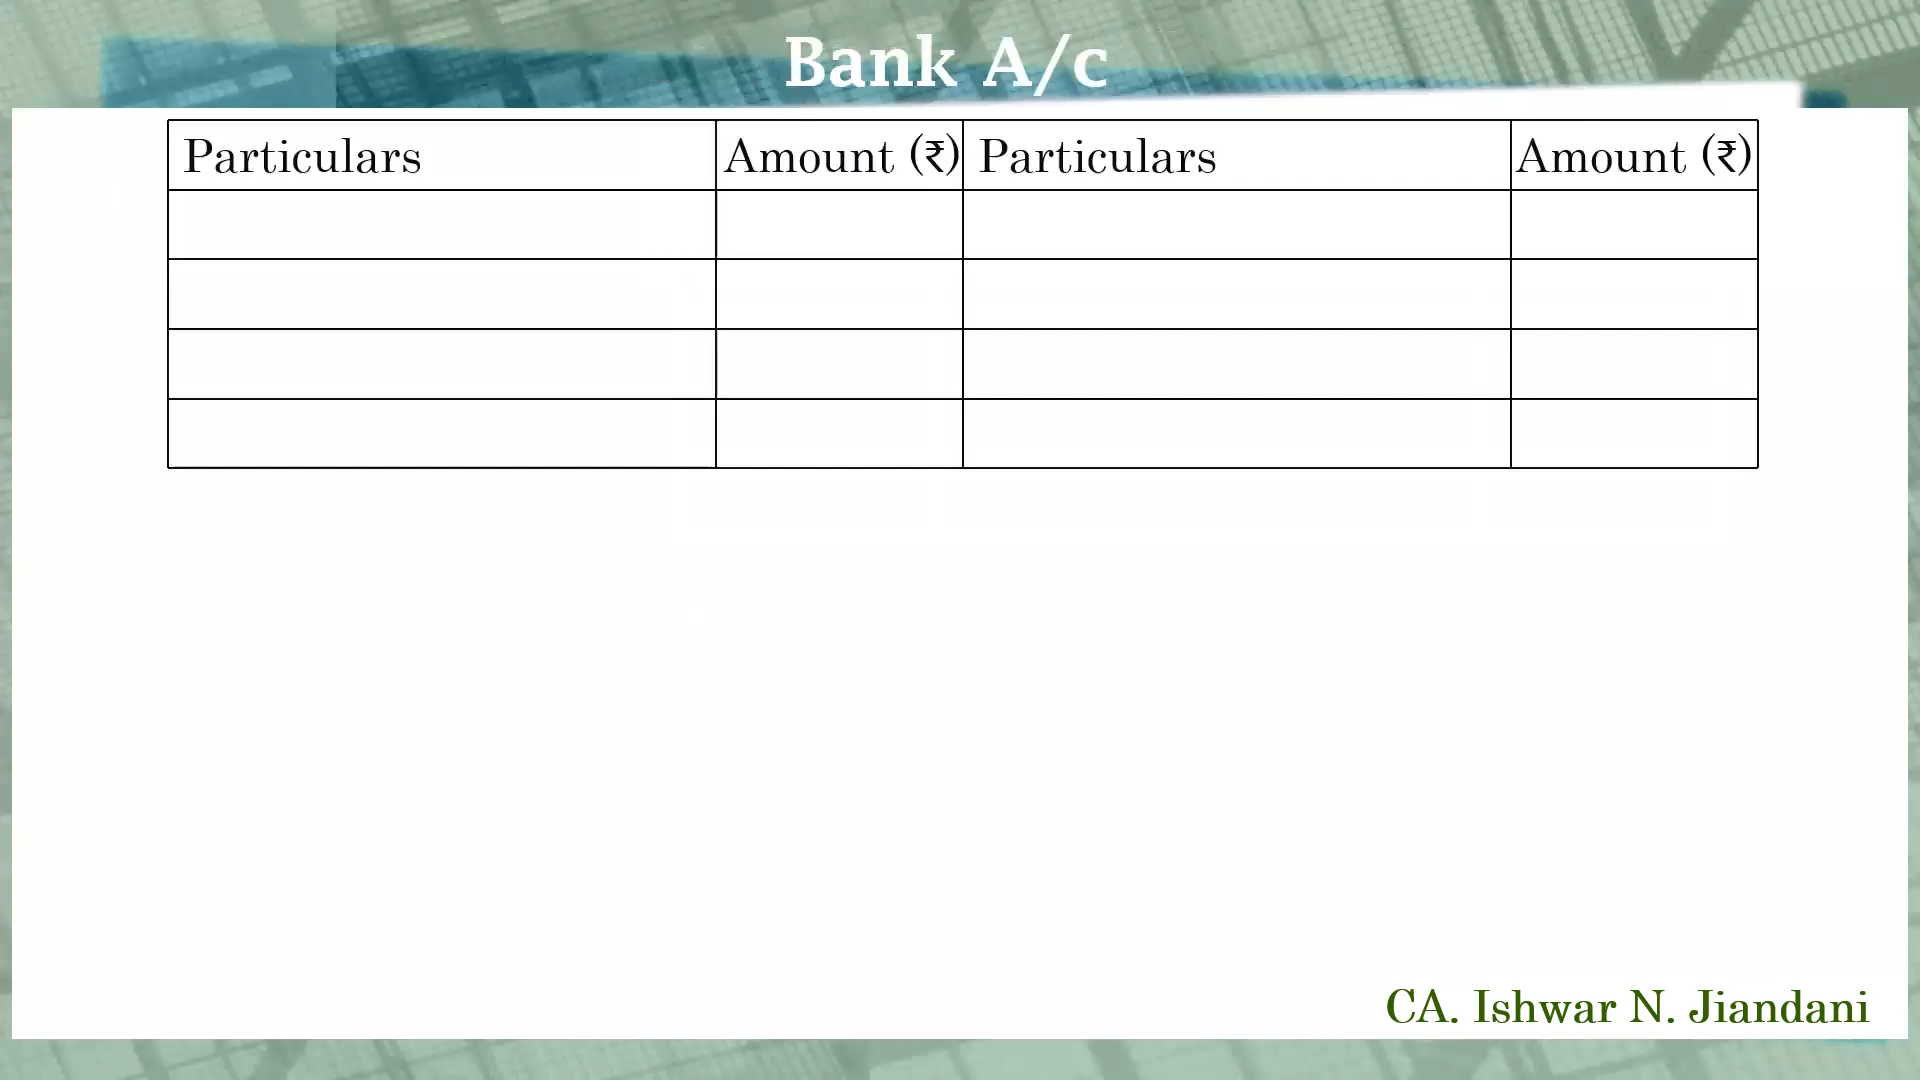 Bank A/c
Particulars Amount (₹) Particulars Amount (₹)
CA. Ishwar N. Jiandani